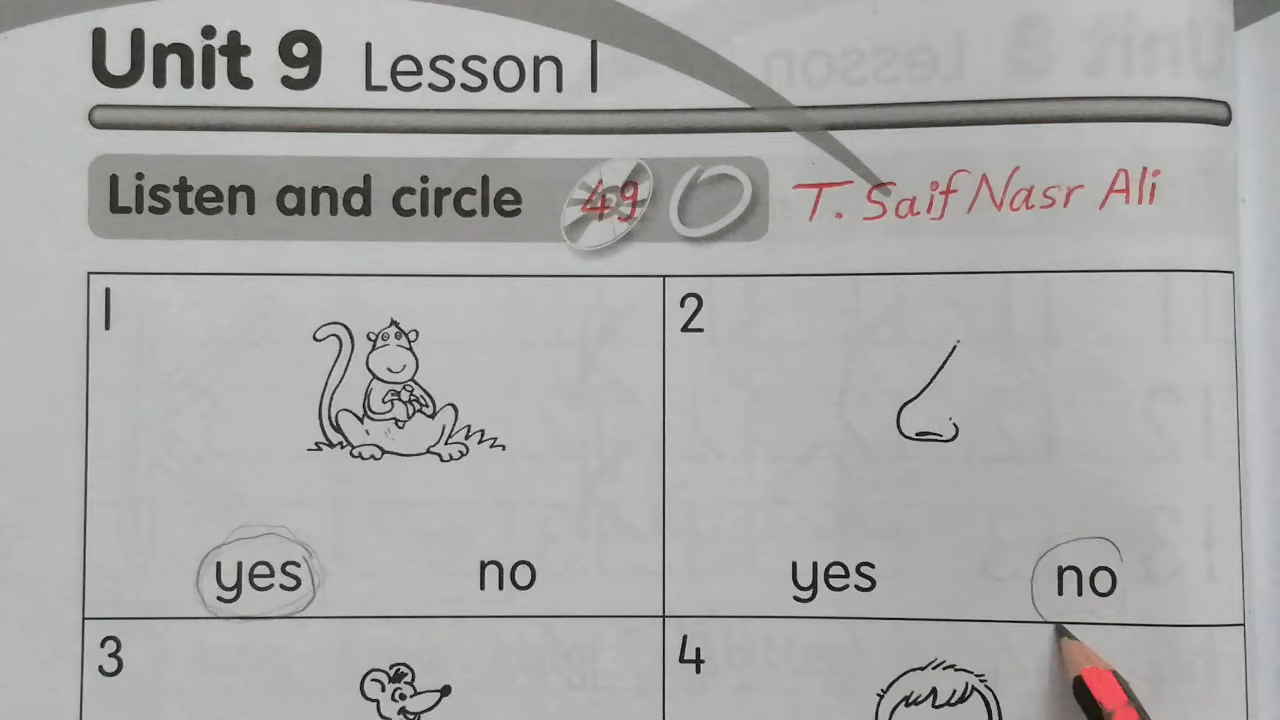 Unit 9 Lesson 1
Listen and circle 49 T. Saif Nasr Ali
1 2
yes no yes no
3 4